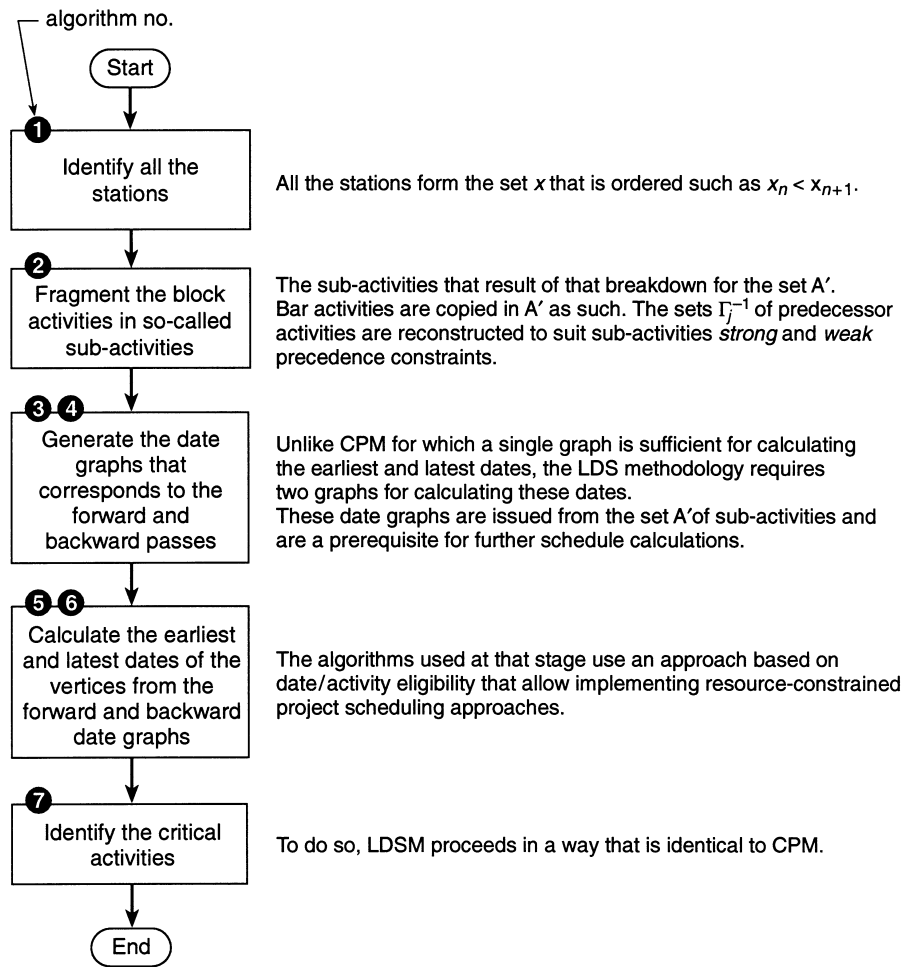 algorithm no.
Start
1
Identify all the
stations
All the stations form the set x that is ordered such as xₙ < xₙ₊₁.
2
Fragment the block
activities in so-called
sub-activities
The sub-activities that result of that breakdown for the set A′.
Bar activities are copied in A′ as such. The sets Γⱼ⁻¹ of predecessor
activities are reconstructed to suit sub-activities strong and weak
precedence constraints.
3 4
Generate the date
graphs that
corresponds to the
forward and
backward passes
Unlike CPM for which a single graph is sufficient for calculating
the earliest and latest dates, the LDS methodology requires
two graphs for calculating these dates.
These date graphs are issued from the set A′of sub-activities and
are a prerequisite for further schedule calculations.
5 6
Calculate the earliest
and latest dates of the
vertices from the
forward and backward
date graphs
The algorithms used at that stage use an approach based on
date/activity eligibility that allow implementing resource-constrained
project scheduling approaches.
7
Identify the critical
activities
To do so, LDSM proceeds in a way that is identical to CPM.
End